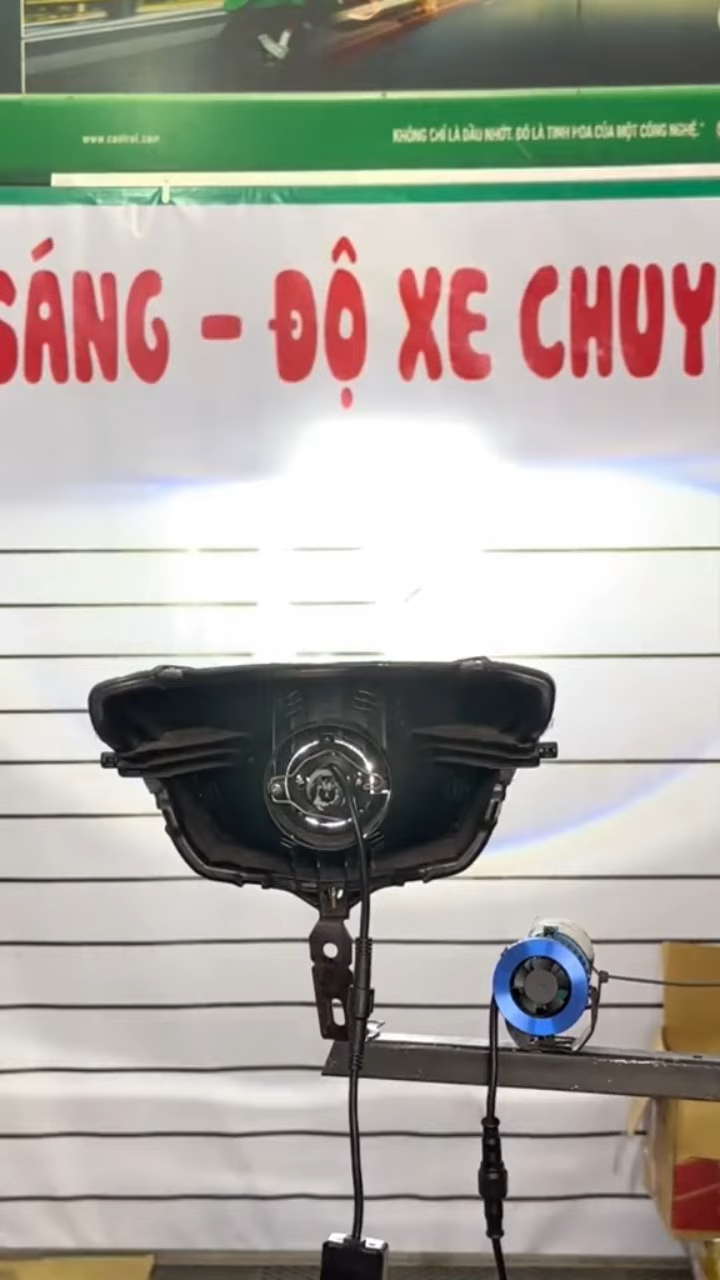 www.castrol.com
KHÔNG CHỈ LÀ DẦU NHỚT. ĐÓ LÀ TINH HOA CỦA MỘT CÔNG NGHỆ."
SÁNG - ĐỘ XE CHUY